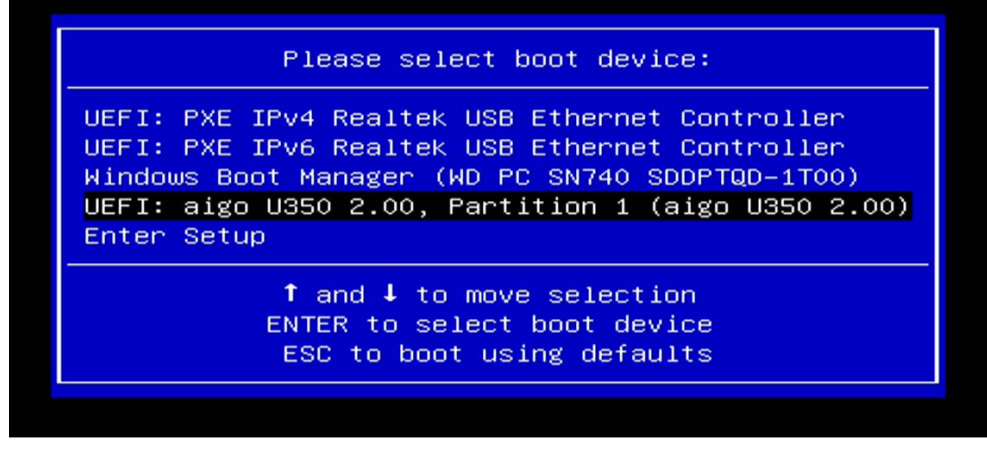 Please select boot device:
UEFI: PXE IPv4 Realtek USB Ethernet Controller
UEFI: PXE IPv6 Realtek USB Ethernet Controller
Windows Boot Manager (WD PC SN740 SDDPTQD-1T00)
UEFI: aigo U350 2.00, Partition 1 (aigo U350 2.00)
Enter Setup
↑ and ↓ to move selection
ENTER to select boot device
ESC to boot using defaults